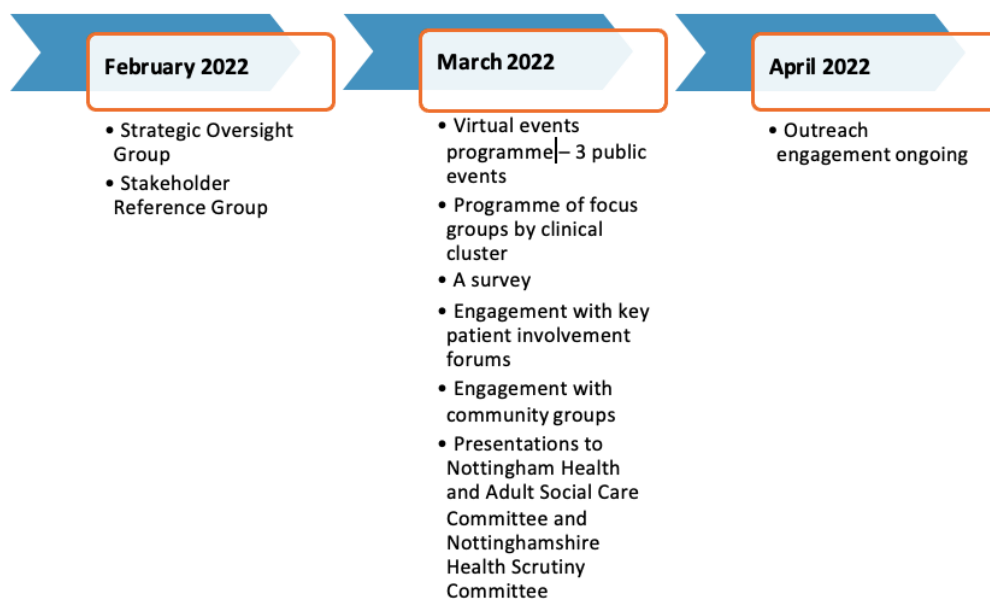 February 2022
• Strategic Oversight
Group
• Stakeholder
Reference Group
March 2022
• Virtual events
programme – 3 public
events
• Programme of focus
groups by clinical
cluster
• A survey
• Engagement with key
patient involvement
forums
• Engagement with
community groups
• Presentations to
Nottingham Health
and Adult Social Care
Committee and
Nottinghamshire
Health Scrutiny
Committee
April 2022
• Outreach
engagement ongoing